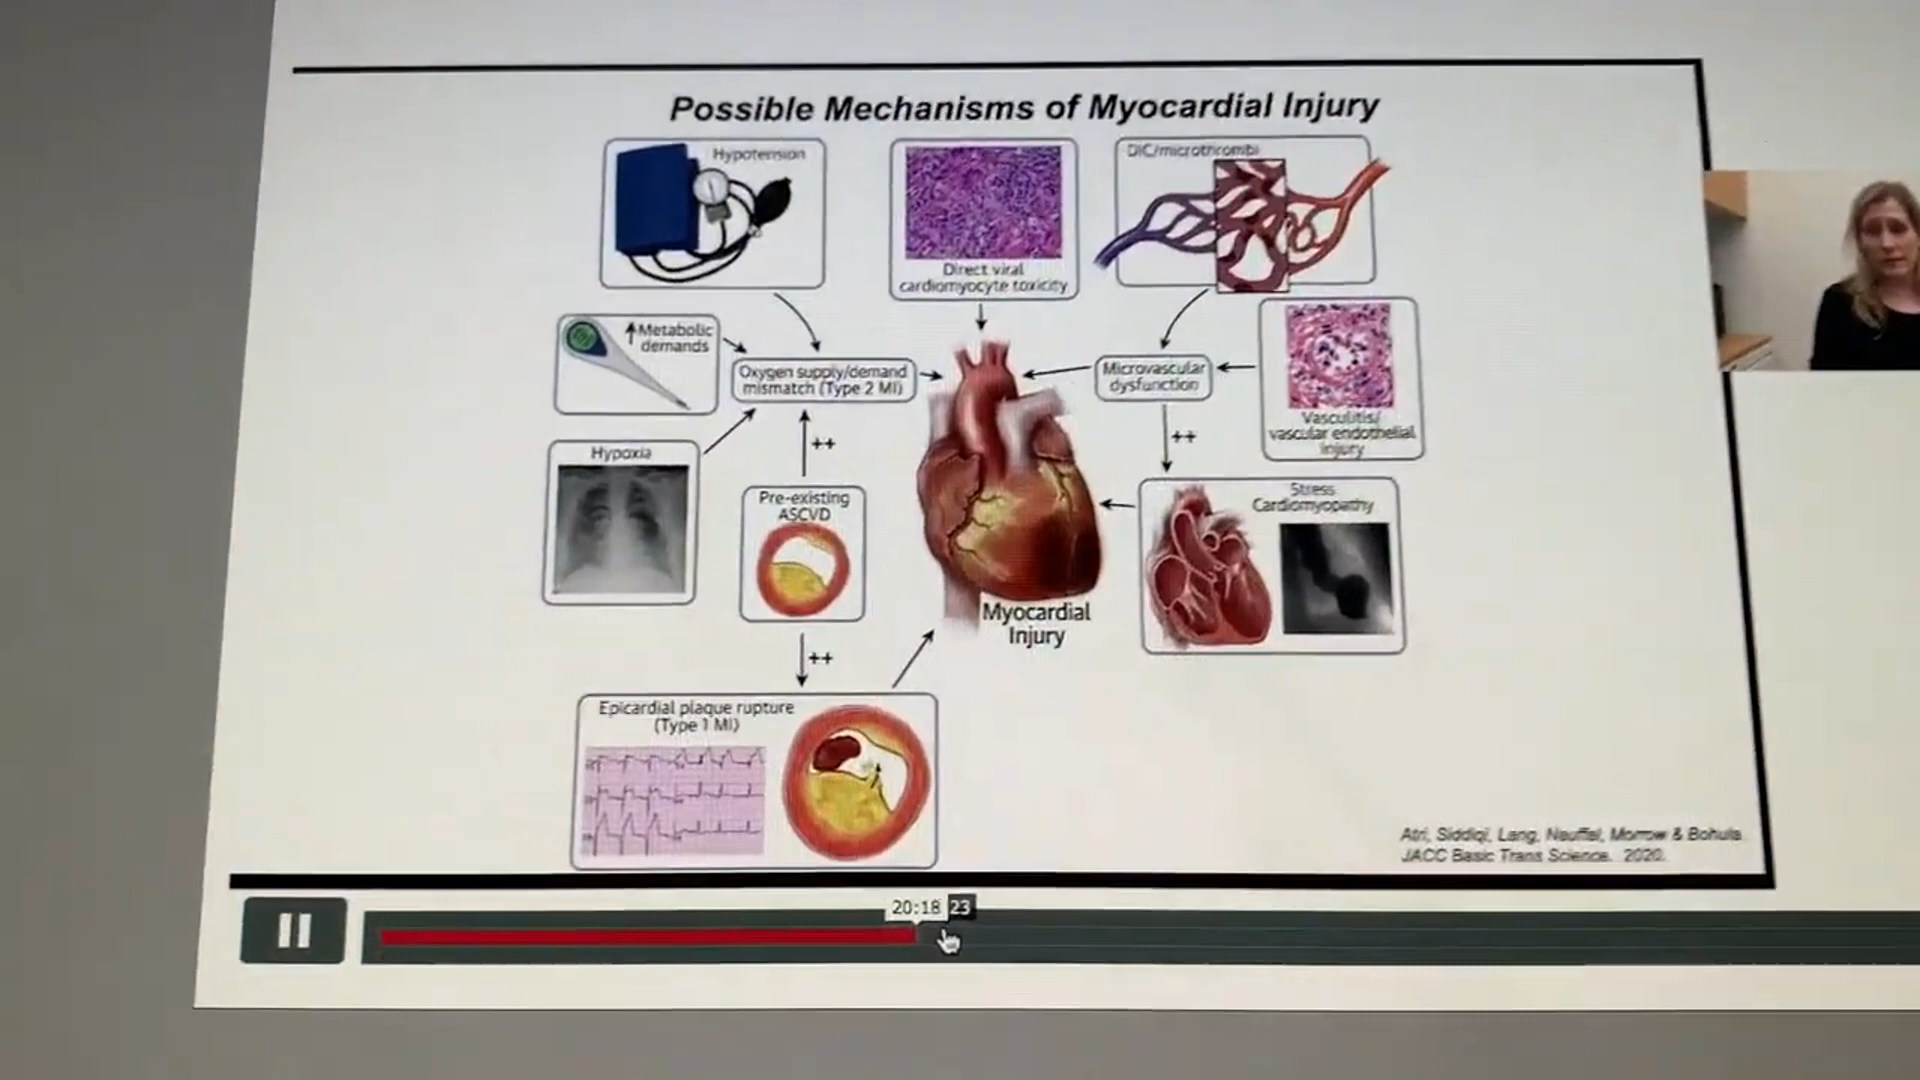 Possible Mechanisms of Myocardial Injury
Hypotension
Direct viral
cardiomyocyte toxicity
DIC/microthrombi
↑Metabolic
demands
Oxygen supply/demand
mismatch (Type 2 MI)
Microvascular
dysfunction
Vasculitis/
vascular endothelial
injury
Hypoxia
++
++
Pre-existing
ASCVD
Stress
Cardiomyopathy
Myocardial
Injury
++
Epicardial plaque rupture
(Type 1 MI)
Atri, Siddiqi, Lang, Nauffal, Morrow & Bohula.
JACC Basic Trans Science. 2020.
20:18 23